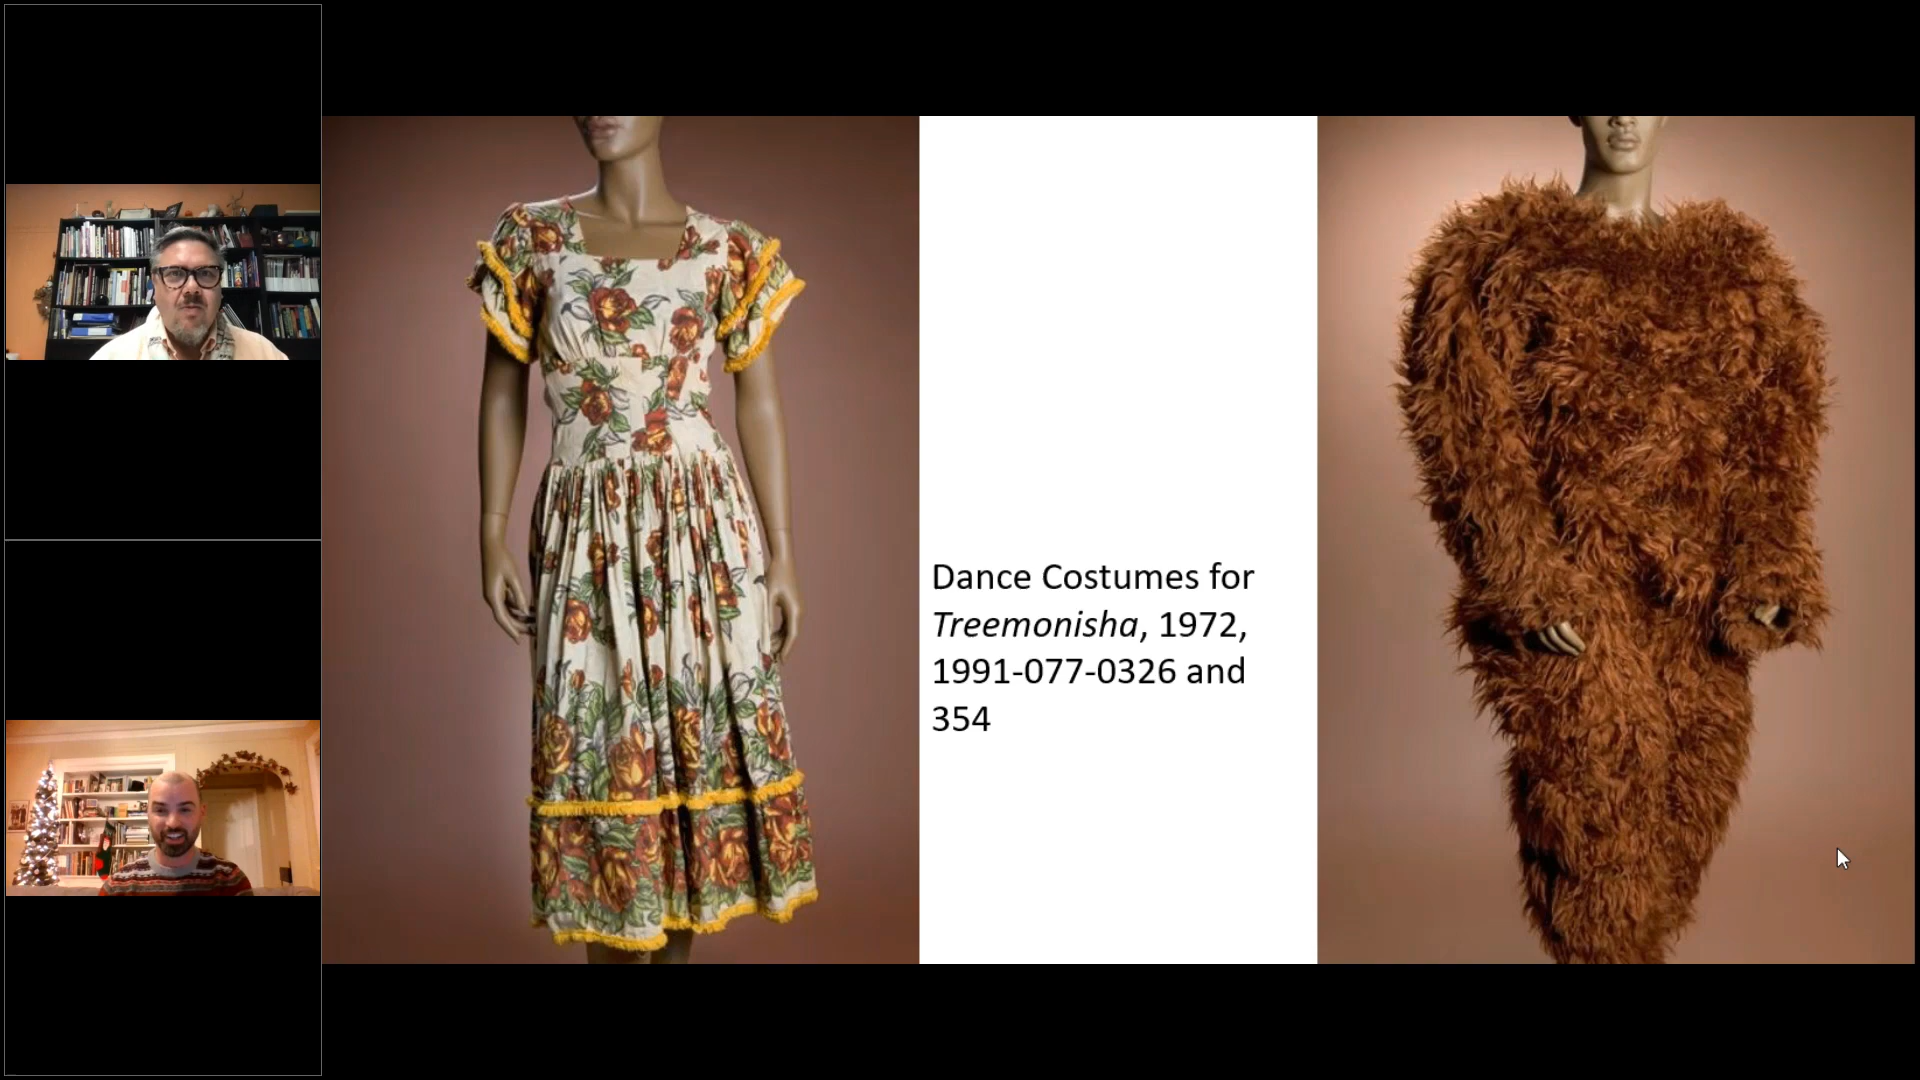 Dance Costumes for
Treemonisha, 1972,
1991-077-0326 and
354